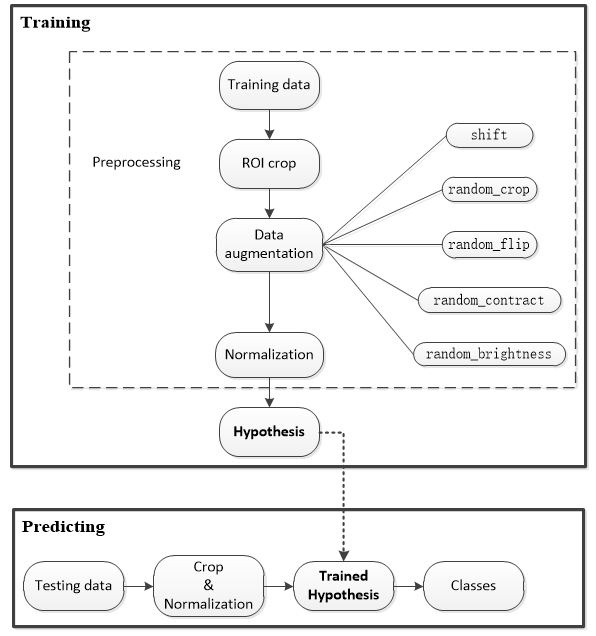 Training
Training data
Preprocessing
ROI crop
Data
augmentation
shift
random_crop
random_flip
random_contract
random_brightness
Normalization
Hypothesis
Predicting
Testing data
Crop
&
Normalization
Trained
Hypothesis
Classes